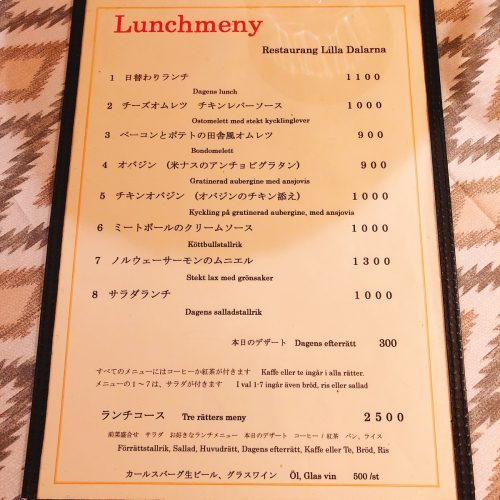 Lunchmeny
Restaurang Lilla Dalarna
1 日替わりランチ 1100
Dagens lunch
2 チーズオムレツ チキンレバーソース 1000
Ostomelett med stekt kycklinglever
3 ベーコンとポテトの田舎風オムレツ 900
Bondomelett
4 オバジン (米ナスのアンチョビグラタン) 900
Gratinerad aubergine med ansjovis
5 チキンオバジン (オバジンのチキン添え) 1000
Kyckling på gratinerad aubergine, med ansjovis
6 ミートボールのクリームソース 1000
Köttbullstallrik
7 ノルウェーサーモンのムニエル 1300
Stekt lax med grönsaker
8 サラダランチ 1000
Dagens salladstallrik
本日のデザート Dagens efterrätt 300
すべてのメニューにはコーヒーか紅茶が付きます Kaffe eller te ingår i alla rätter.
メニューの1~7は、サラダが付きます I val 1-7 ingår även bröd, ris eller sallad
ランチコース Tre rätters meny 2500
前菜盛合せ サラダ お好きなランチメニュー 本日のデザート コーヒー/紅茶 パン、ライス
Förrättstallrik, Sallad, Huvudrätt, Dagens efterrätt, Kaffe eller Te, Bröd, Ris
カールスバーグ生ビール、グラスワイン Öl, Glas vin 500/st